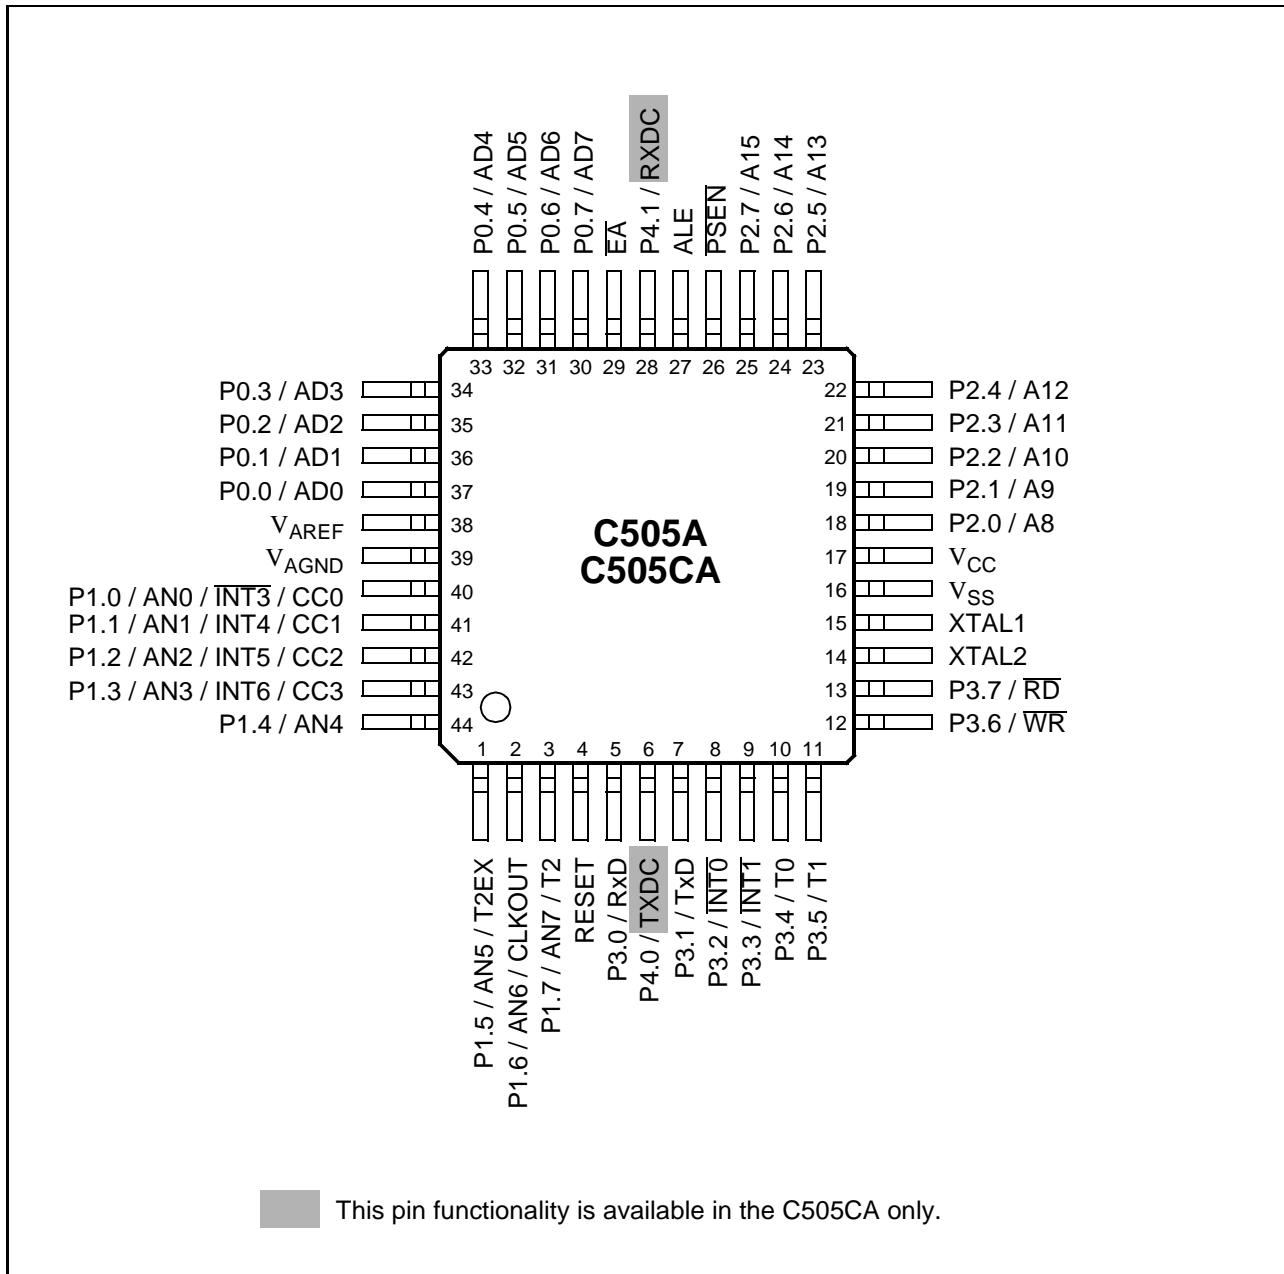 P0.4 / AD4
P0.5 / AD5
P0.6 / AD6
P0.7 / AD7
E̅A̅
P4.1 / RXDC
ALE
P̅S̅E̅N̅
P2.7 / A15
P2.6 / A14
P2.5 / A13
33 32 31 30 29 28 27 26 25 24 23
P0.3 / AD3 34
P0.2 / AD2 35
P0.1 / AD1 36
P0.0 / AD0 37
VAREF 38
VAGND 39
P1.0 / AN0 / I̅N̅T̅3̅ / CC0 40
P1.1 / AN1 / INT4 / CC1 41
P1.2 / AN2 / INT5 / CC2 42
P1.3 / AN3 / INT6 / CC3 43
P1.4 / AN4 44
C505A
C505CA
22 P2.4 / A12
21 P2.3 / A11
20 P2.2 / A10
19 P2.1 / A9
18 P2.0 / A8
17 VCC
16 VSS
15 XTAL1
14 XTAL2
13 P3.7 / R̅D̅
12 P3.6 / W̅R̅
1 2 3 4 5 6 7 8 9 10 11
P1.5 / AN5 / T2EX
P1.6 / AN6 / CLKOUT
P1.7 / AN7 / T2
RESET
P3.0 / RxD
P4.0 / TXDC
P3.1 / TxD
P3.2 / I̅N̅T̅0̅
P3.3 / I̅N̅T̅1̅
P3.4 / T0
P3.5 / T1
This pin functionality is available in the C505CA only.